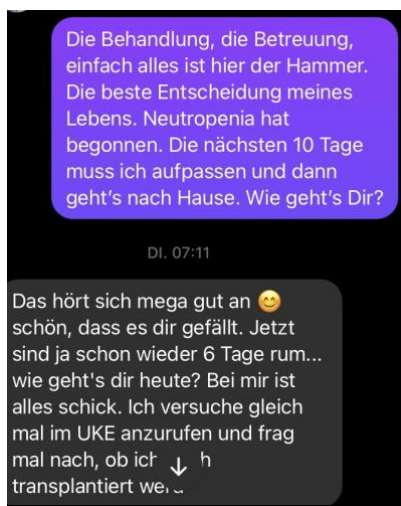 Die Behandlung, die Betreuung,
einfach alles ist hier der Hammer.
Die beste Entscheidung meines
Lebens. Neutropenia hat
begonnen. Die nächsten 10 Tage
muss ich aufpassen und dann
geht’s nach Hause. Wie geht’s Dir?
DI. 07:11
Das hört sich mega gut an 😊
schön, dass es dir gefällt. Jetzt
sind ja schon wieder 6 Tage rum...
wie geht's dir heute? Bei mir ist
alles schick. Ich versuche gleich
mal im UKE anzurufen und frag
mal nach, ob ich
transplantiert